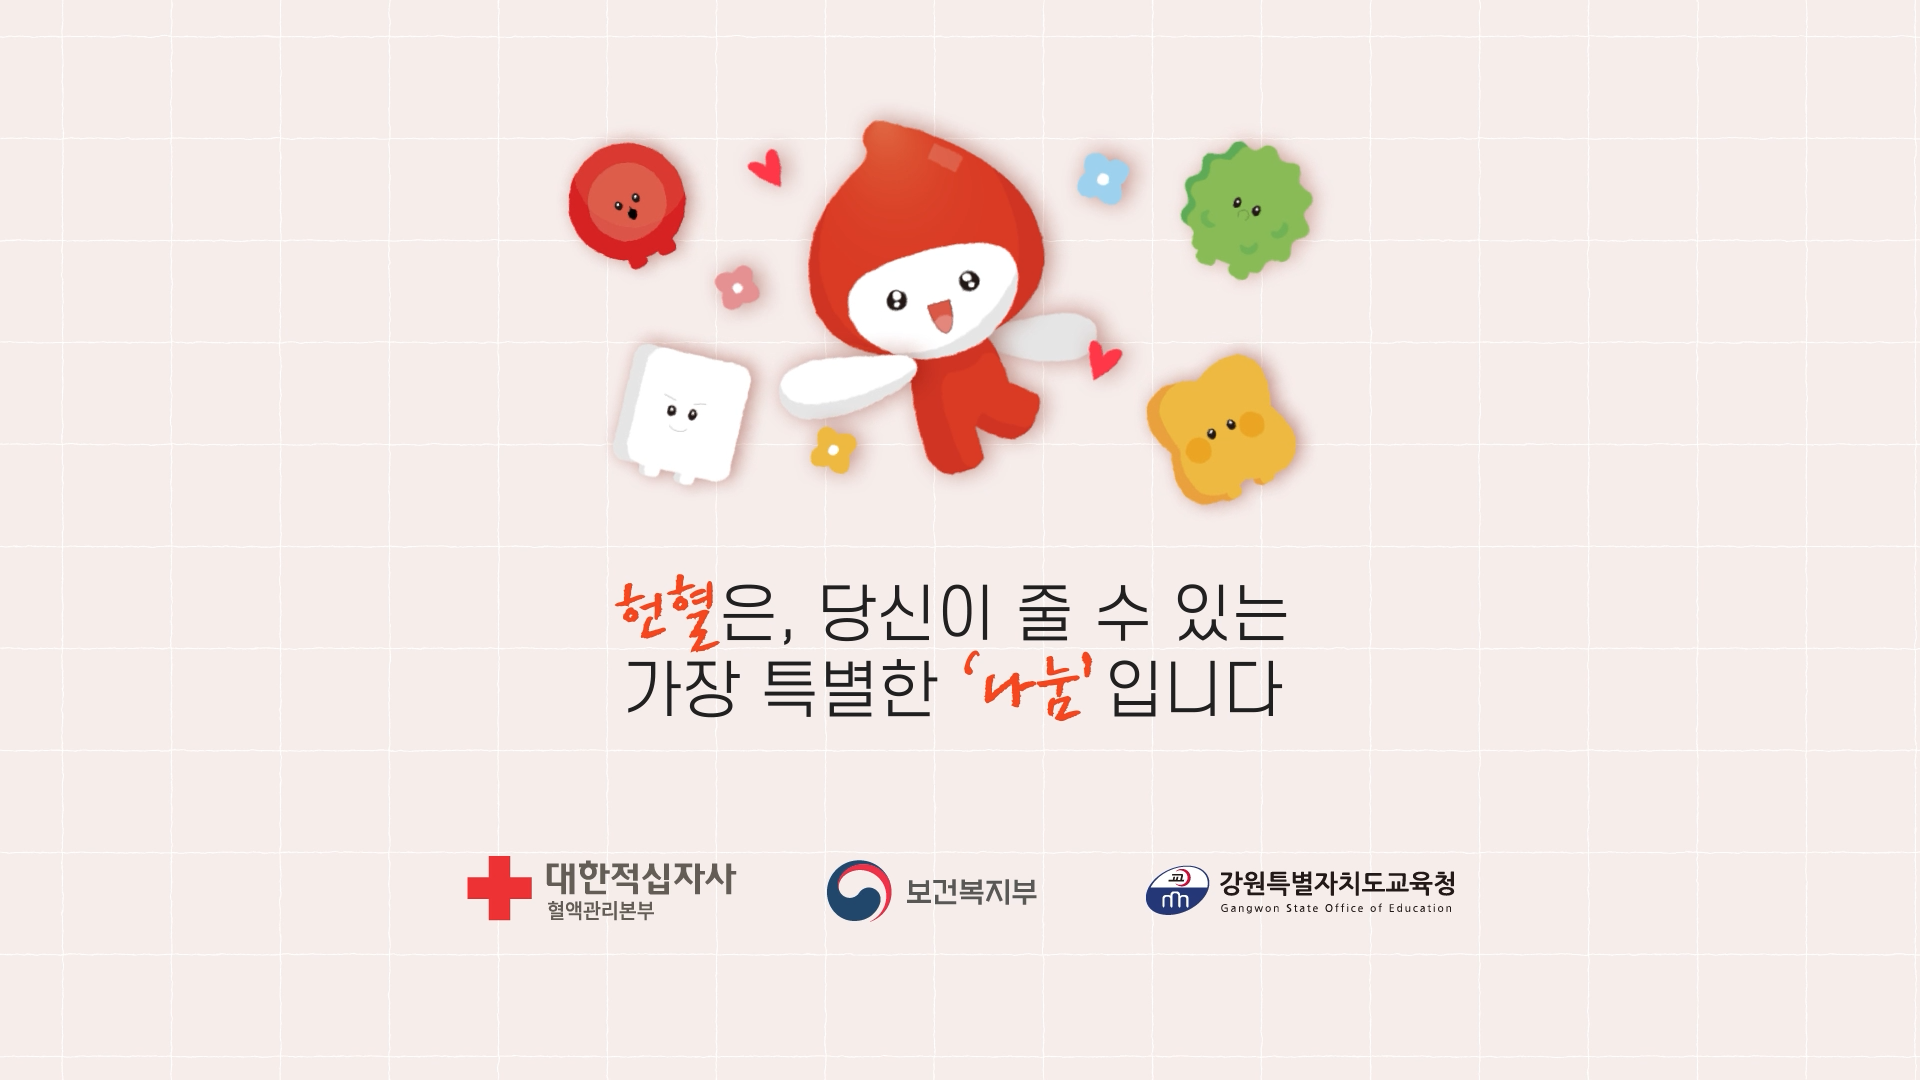 헌혈은, 당신이 줄 수 있는
가장 특별한 ‘나눔’ 입니다
대한적십자사
혈액관리본부
보건복지부
교
강원특별자치도교육청
Gangwon State Office of Education